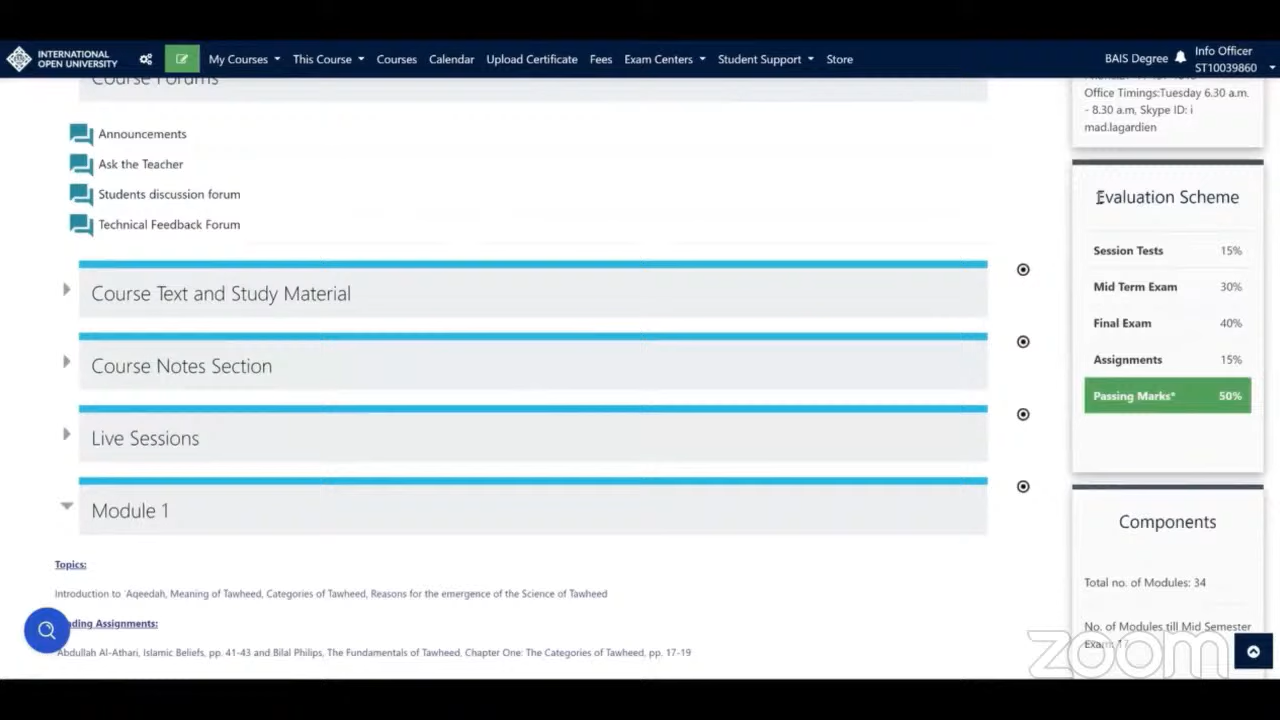 INTERNATIONAL
OPEN UNIVERSITY
My Courses
This Course
Courses
Calendar
Upload Certificate
Fees
Exam Centers
Student Support
Store
BAIS Degree
Info Officer
ST10039860
Course Forums
Announcements
Ask the Teacher
Students discussion forum
Technical Feedback Forum
Course Text and Study Material
Course Notes Section
Live Sessions
Module 1
Topics:
Introduction to 'Aqeedah, Meaning of Tawheed, Categories of Tawheed, Reasons for the emergence of the Science of Tawheed
Assignments:
Abdullah Al-Athari, Islamic Beliefs, pp. 41-43 and Bilal Philips, The Fundamentals of Tawheed, Chapter One: The Categories of Tawheed, pp. 17-19
Office Timings:Tuesday 6.30 a.m.
- 8.30 a.m, Skype ID: i
mad.lagardien
Evaluation Scheme
Session Tests 15%
Mid Term Exam 30%
Final Exam 40%
Assignments 15%
Passing Marks* 50%
Components
Total no. of Modules: 34
No. of Modules till Mid Semester
Exam: 17
zoom